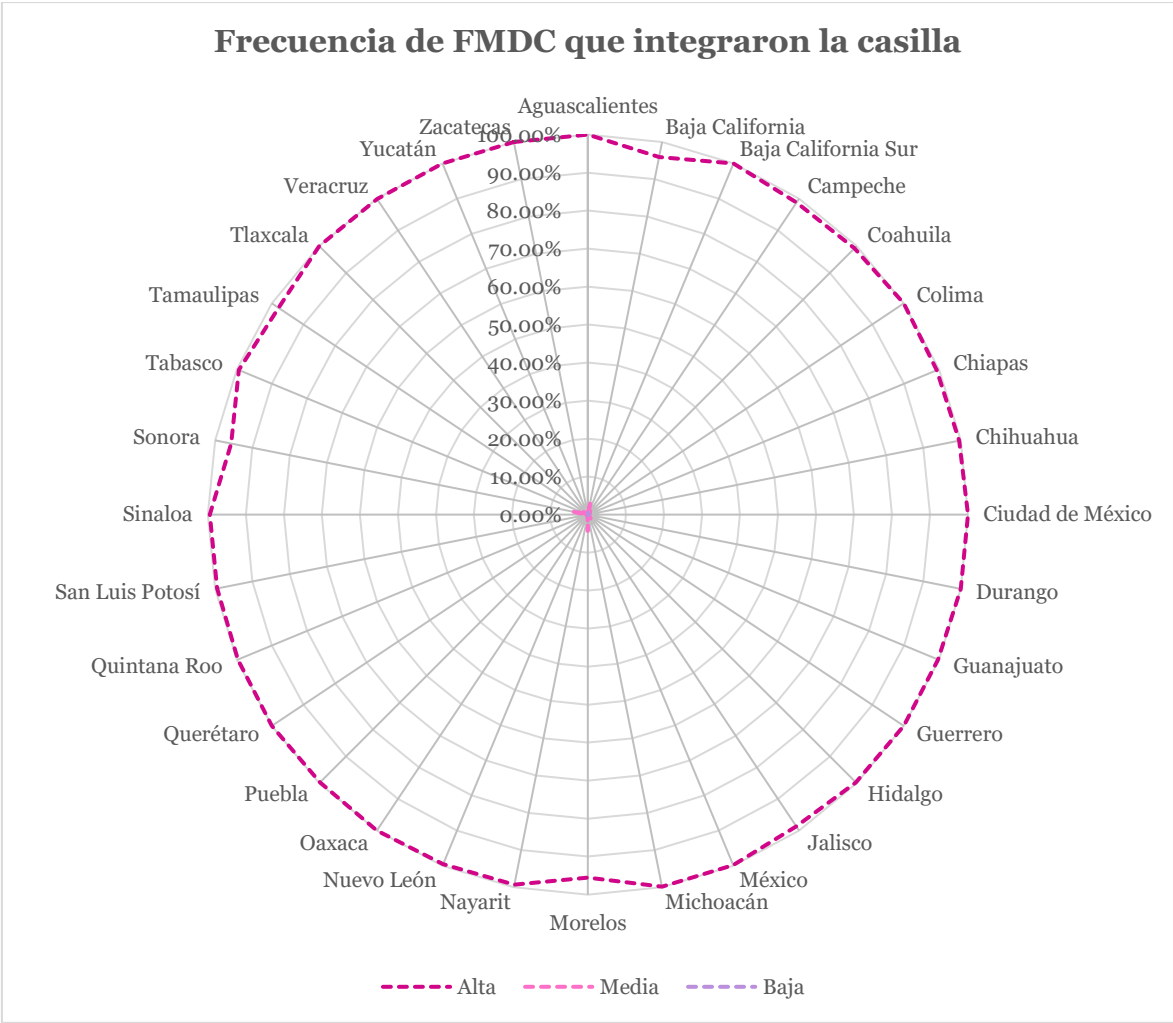 Frecuencia de FMDC que integraron la casilla
Aguascalientes
Baja California
Baja California Sur
Campeche
Coahuila
Colima
Chiapas
Chihuahua
Ciudad de México
Durango
Guanajuato
Guerrero
Hidalgo
Jalisco
México
Michoacán
Morelos
Nayarit
Nuevo León
Oaxaca
Puebla
Querétaro
Quintana Roo
San Luis Potosí
Sinaloa
Sonora
Tabasco
Tamaulipas
Tlaxcala
Veracruz
Yucatán
Zacatecas
100.00%
90.00%
80.00%
70.00%
60.00%
50.00%
40.00%
30.00%
20.00%
10.00%
0.00%
Alta Media Baja